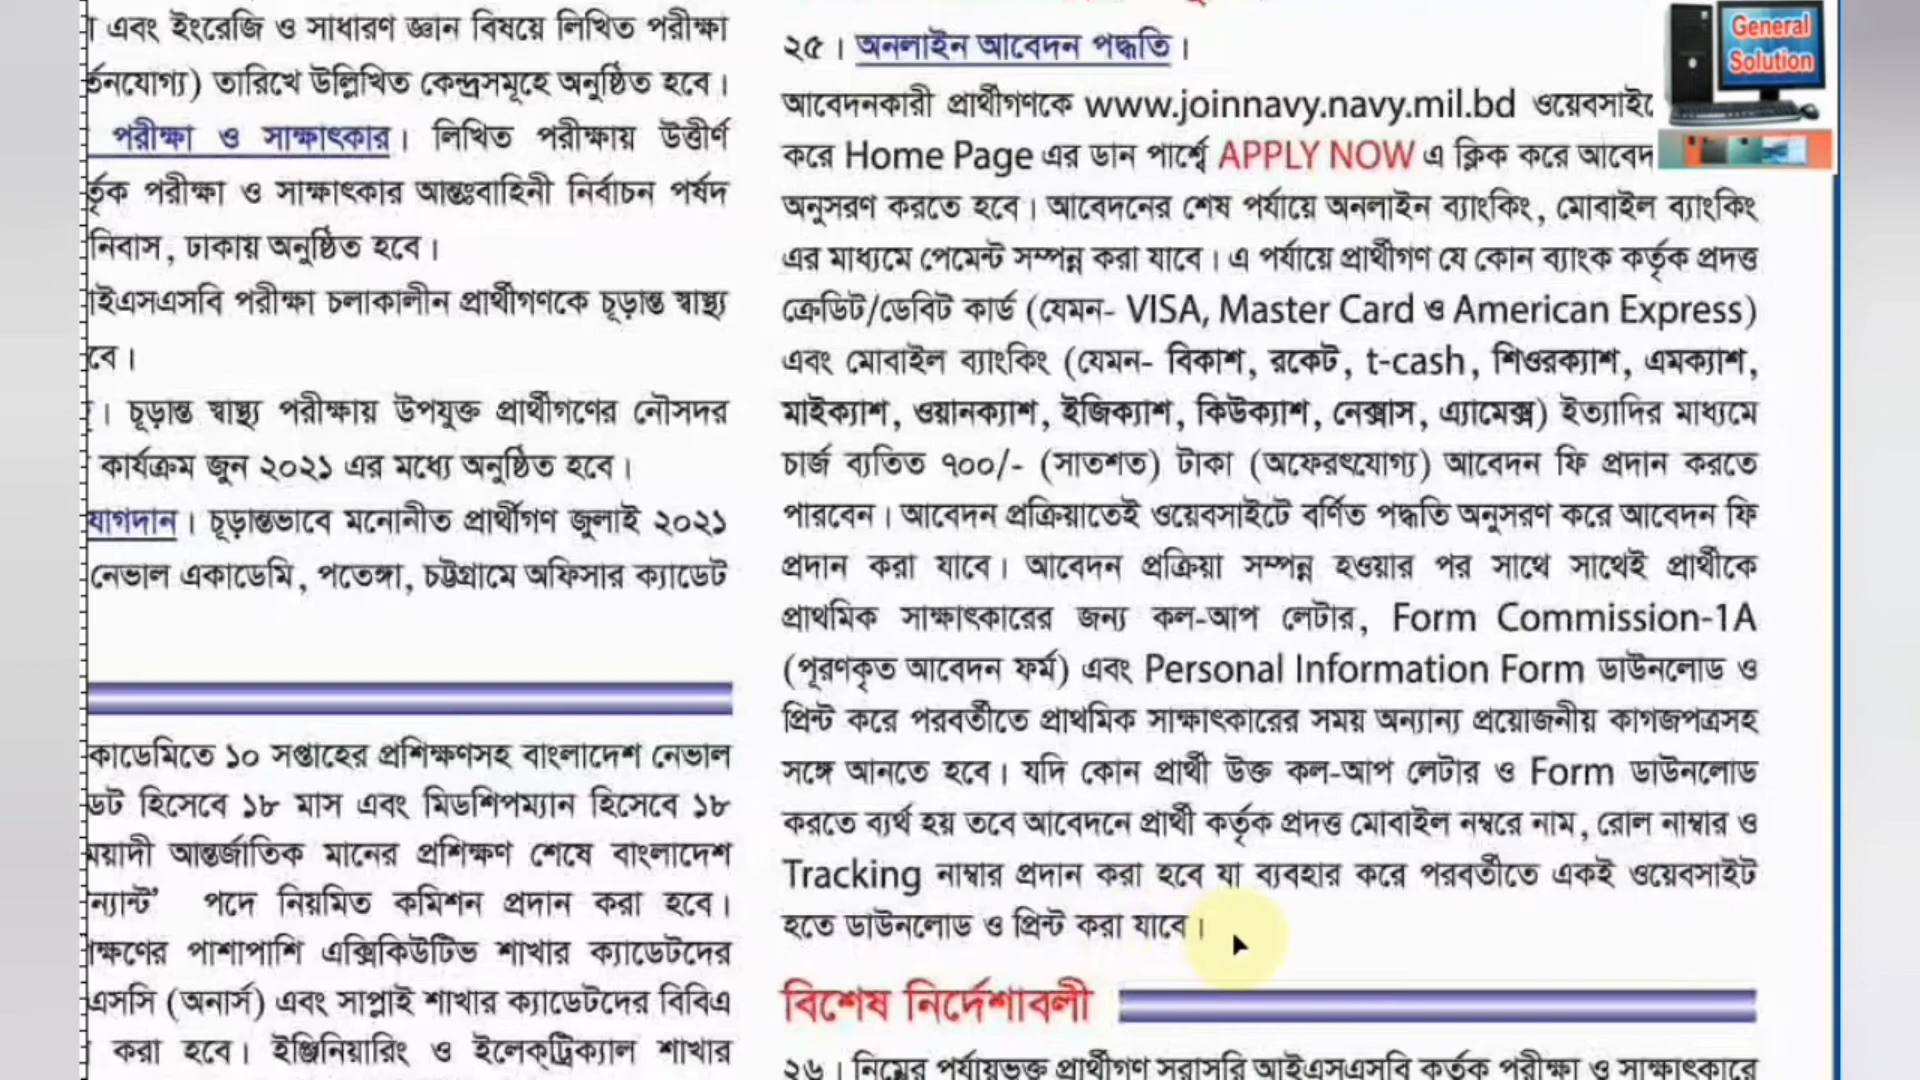 এবং ইংরেজি ও সাধারণ জ্ঞান বিষয়ে লিখিত পরীক্ষা
তারিখে উল্লিখিত কেন্দ্রসমূহে অনুষ্ঠিত হবে।
পরীক্ষা ও সাক্ষাৎকার। লিখিত পরীক্ষায় উত্তীর্ণ
পরীক্ষা ও সাক্ষাৎকার আন্তঃবাহিনী নির্বাচন পর্ষদ
নিবাস, ঢাকায় অনুষ্ঠিত হবে।
পরীক্ষা চলাকালীন প্রার্থীগণকে চূড়ান্ত স্বাস্থ্য
বে।
। চূড়ান্ত স্বাস্থ্য পরীক্ষায় উপযুক্ত প্রার্থীগণের নৌসদর
কার্যক্রম জুন ২০২১ এর মধ্যে অনুষ্ঠিত হবে।
যাগদান। চূড়ান্তভাবে মনোনীত প্রার্থীগণ জুলাই ২০২১
নেভাল একাডেমি, পতেঙ্গা, চট্টগ্রামে অফিসার ক্যাডেট
কাডেমিতে ১০ সপ্তাহের প্রশিক্ষণসহ বাংলাদেশ নেভাল
ডট হিসেবে ১৮ মাস এবং মিডশিপম্যান হিসেবে ১৮
ময়াদী আন্তর্জাতিক মানের প্রশিক্ষণ শেষে বাংলাদেশ
ন্যান্ট’ পদে নিয়মিত কমিশন প্রদান করা হবে।
ক্ষণের পাশাপাশি এক্সিকিউটিভ শাখার ক্যাডেটদের
এসসি (অনার্স) এবং সাপ্লাই শাখার ক্যাডেটদের বিবিএ
করা হবে। ইঞ্জিনিয়ারিং ও ইলেকট্রিক্যাল শাখার
২৫। অনলাইন আবেদন পদ্ধতি।
আবেদনকারী প্রার্থীগণকে www.joinnavy.navy.mil.bd ওয়েবসাইে
করে Home Page এর ডান পার্শ্বে APPLY NOW এ ক্লিক করে আবেদন
অনুসরণ করতে হবে। আবেদনের শেষ পর্যায়ে অনলাইন ব্যাংকিং, মোবাইল ব্যাংকিং
এর মাধ্যমে পেমেন্ট সম্পন্ন করা যাবে। এ পর্যায়ে প্রার্থীগণ যে কোন ব্যাংক কর্তৃক প্রদত্ত
ক্রেডিট/ডেবিট কার্ড (যেমন- VISA, Master Card ও American Express)
এবং মোবাইল ব্যাংকিং (যেমন- বিকাশ, রকেট, t-cash, শিওরক্যাশ, এমক্যাশ,
মাইক্যাশ, ওয়ানক্যাশ, ইজিক্যাশ, কিউক্যাশ, নেক্সাস, এ্যামেক্স) ইত্যাদির মাধ্যমে
চার্জ ব্যতিত ৭০০/- (সাতশত) টাকা (অফেরৎযোগ্য) আবেদন ফি প্রদান করতে
পারবেন। আবেদন প্রক্রিয়াতেই ওয়েবসাইটে বর্ণিত পদ্ধতি অনুসরণ করে আবেদন ফি
প্রদান করা যাবে। আবেদন প্রক্রিয়া সম্পন্ন হওয়ার পর সাথে সাথেই প্রার্থীকে
প্রাথমিক সাক্ষাৎকারের জন্য কল-আপ লেটার, Form Commission-1A
(পূরণকৃত আবেদন ফর্ম) এবং Personal Information Form ডাউনলোড ও
প্রিন্ট করে পরবর্তীতে প্রাথমিক সাক্ষাৎকারের সময় অন্যান্য প্রয়োজনীয় কাগজপত্রসহ
সঙ্গে আনতে হবে। যদি কোন প্রার্থী উক্ত কল-আপ লেটার ও Form ডাউনলোড
করতে ব্যর্থ হয় তবে আবেদনে প্রার্থী কর্তৃক প্রদত্ত মোবাইল নম্বরে নাম, রোল নাম্বার ও
Tracking নাম্বার প্রদান করা হবে যা ব্যবহার করে পরবর্তীতে একই ওয়েবসাইট
হতে ডাউনলোড ও প্রিন্ট করা যাবে।
বিশেষ নির্দেশাবলী
২৬। নিম্নের পর্যায়ভুক্ত প্রার্থীগণ সরাসরি আইএসএসবি কর্তৃক পরীক্ষা ও সাক্ষাৎকারে
General
Solution